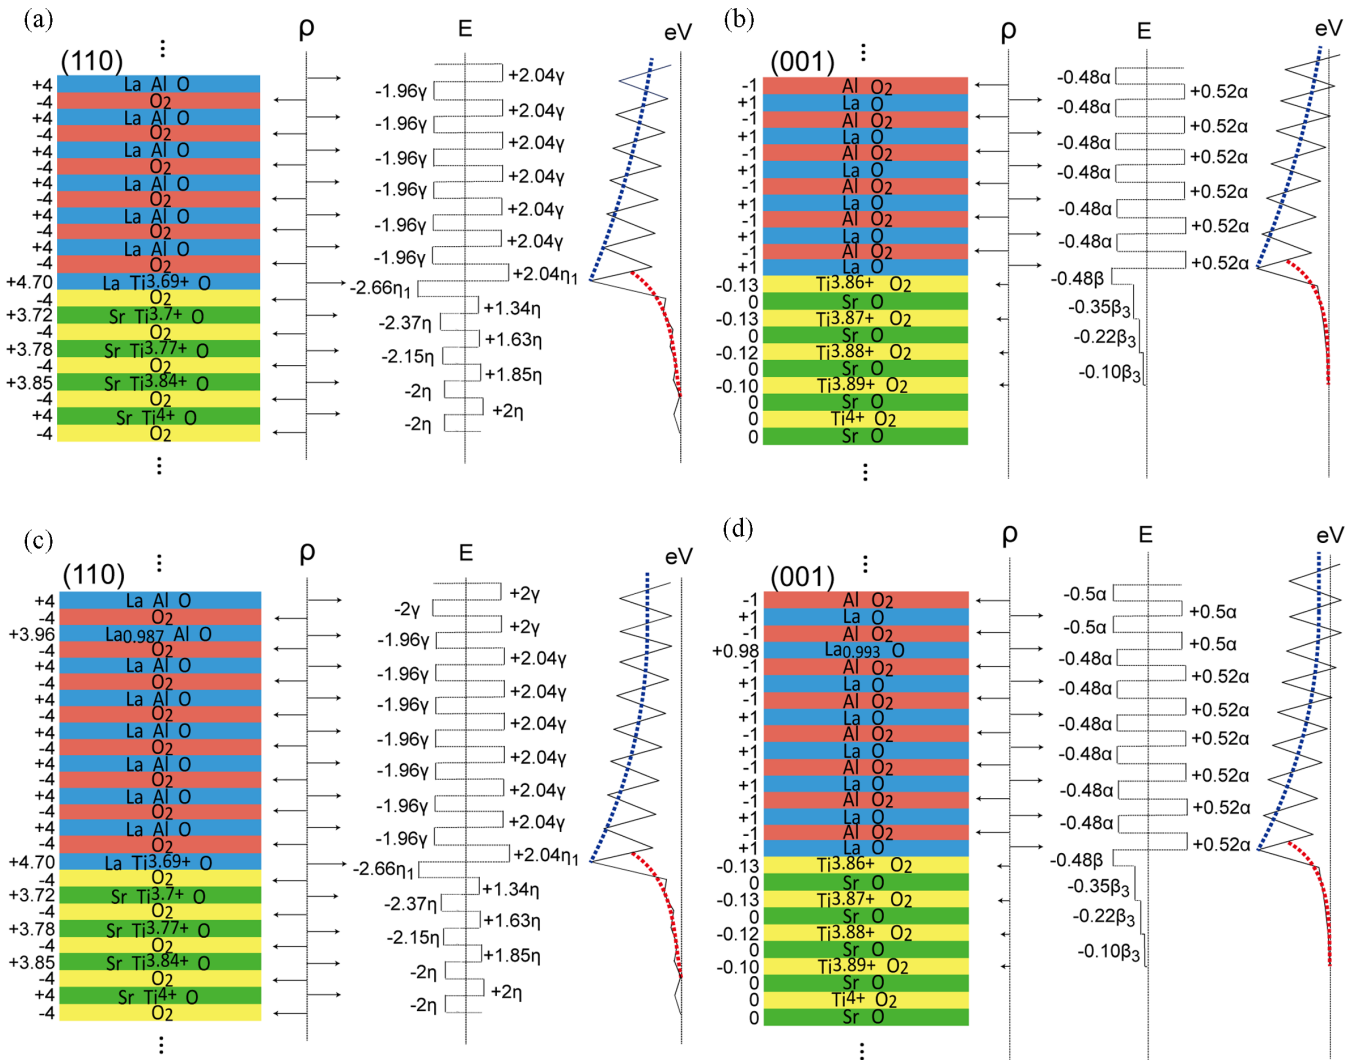 (a)
(110)
⋮
ρ
E
eV
+4 La Al O
-4 O2
+4 La Al O
-4 O2
+4 La Al O
-4 O2
+4 La Al O
-4 O2
+4 La Al O
-4 O2
+4 La Al O
-4 O2
+4.70 La Ti3.69+ O
-4 O2
+3.72 Sr Ti3.7+ O
-4 O2
+3.78 Sr Ti3.77+ O
-4 O2
+3.85 Sr Ti3.84+ O
-4 O2
+4 Sr Ti4+ O
-4 O2
⋮
+2.04γ
-1.96γ
+2.04γ
-1.96γ
+2.04γ
-1.96γ
+2.04γ
-1.96γ
+2.04γ
-1.96γ
+2.04γ
-1.96γ
+2.04η1
-2.66η1
+1.34η
-2.37η
+1.63η
-2.15η
+1.85η
-2η
+2η
-2η
(b)
(001)
⋮
ρ
E
eV
-1 Al O2
+1 La O
-1 Al O2
+1 La O
-1 Al O2
+1 La O
-1 Al O2
+1 La O
-1 Al O2
+1 La O
-1 Al O2
+1 La O
-0.13 Ti3.86+ O2
0 Sr O
-0.13 Ti3.87+ O2
0 Sr O
-0.12 Ti3.88+ O2
0 Sr O
-0.10 Ti3.89+ O2
0 Sr O
0 Ti4+ O2
0 Sr O
⋮
-0.48α
+0.52α
-0.48α
+0.52α
-0.48α
+0.52α
-0.48α
+0.52α
-0.48α
+0.52α
-0.48α
+0.52α
-0.48β
-0.35β3
-0.22β3
-0.10β3
(c)
(110)
⋮
ρ
E
eV
+4 La Al O
-4 O2
+3.96 La0.987 Al O
-4 O2
+4 La Al O
-4 O2
+4 La Al O
-4 O2
+4 La Al O
-4 O2
+4 La Al O
-4 O2
+4 La Al O
-4 O2
+4 La Al O
-4 O2
+4.70 La Ti3.69+ O
-4 O2
+3.72 Sr Ti3.7+ O
-4 O2
+3.78 Sr Ti3.77+ O
-4 O2
+3.85 Sr Ti3.84+ O
-4 O2
+4 Sr Ti4+ O
-4 O2
⋮
+2γ
-2γ
+2γ
-1.96γ
+2.04γ
-1.96γ
+2.04γ
-1.96γ
+2.04γ
-1.96γ
+2.04γ
-1.96γ
+2.04γ
-1.96γ
+2.04γ
-1.96γ
+2.04η1
-2.66η1
+1.34η
-2.37η
+1.63η
-2.15η
+1.85η
-2η
+2η
-2η
(d)
(001)
⋮
ρ
E
eV
-1 Al O2
+1 La O
-1 Al O2
+0.98 La0.993 O
-1 Al O2
+1 La O
-1 Al O2
+1 La O
-1 Al O2
+1 La O
-1 Al O2
+1 La O
-1 Al O2
+1 La O
-1 Al O2
+1 La O
-0.13 Ti3.86+ O2
0 Sr O
-0.13 Ti3.87+ O2
0 Sr O
-0.12 Ti3.88+ O2
0 Sr O
-0.10 Ti3.89+ O2
0 Sr O
0 Ti4+ O2
0 Sr O
⋮
-0.5α
+0.5α
-0.5α
+0.5α
-0.48α
+0.52α
-0.48α
+0.52α
-0.48α
+0.52α
-0.48α
+0.52α
-0.48α
+0.52α
-0.48α
+0.52α
-0.48β
-0.35β3
-0.22β3
-0.10β3